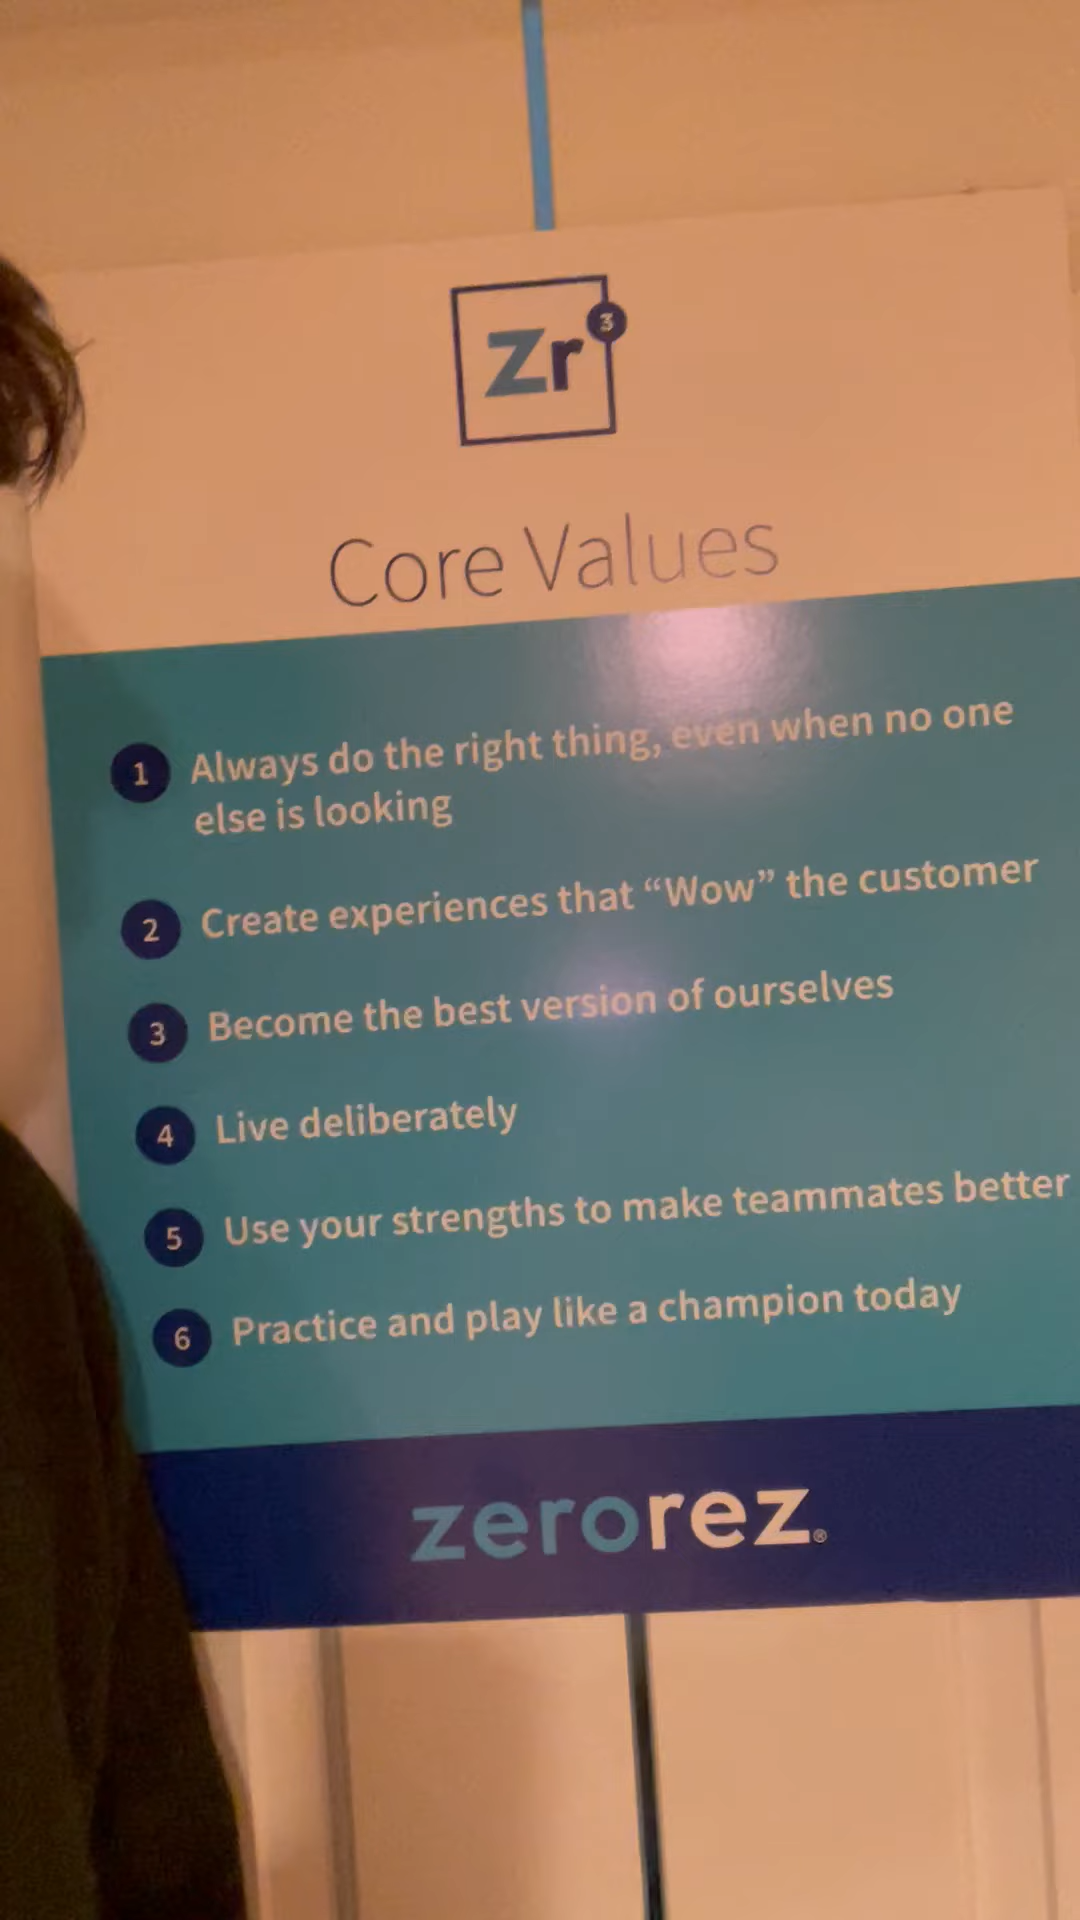 Zr 3
Core Values
1 Always do the right thing, even when no one
else is looking
2 Create experiences that “Wow” the customer
3 Become the best version of ourselves
4 Live deliberately
5 Use your strengths to make teammates better
6 Practice and play like a champion today
zerorez®